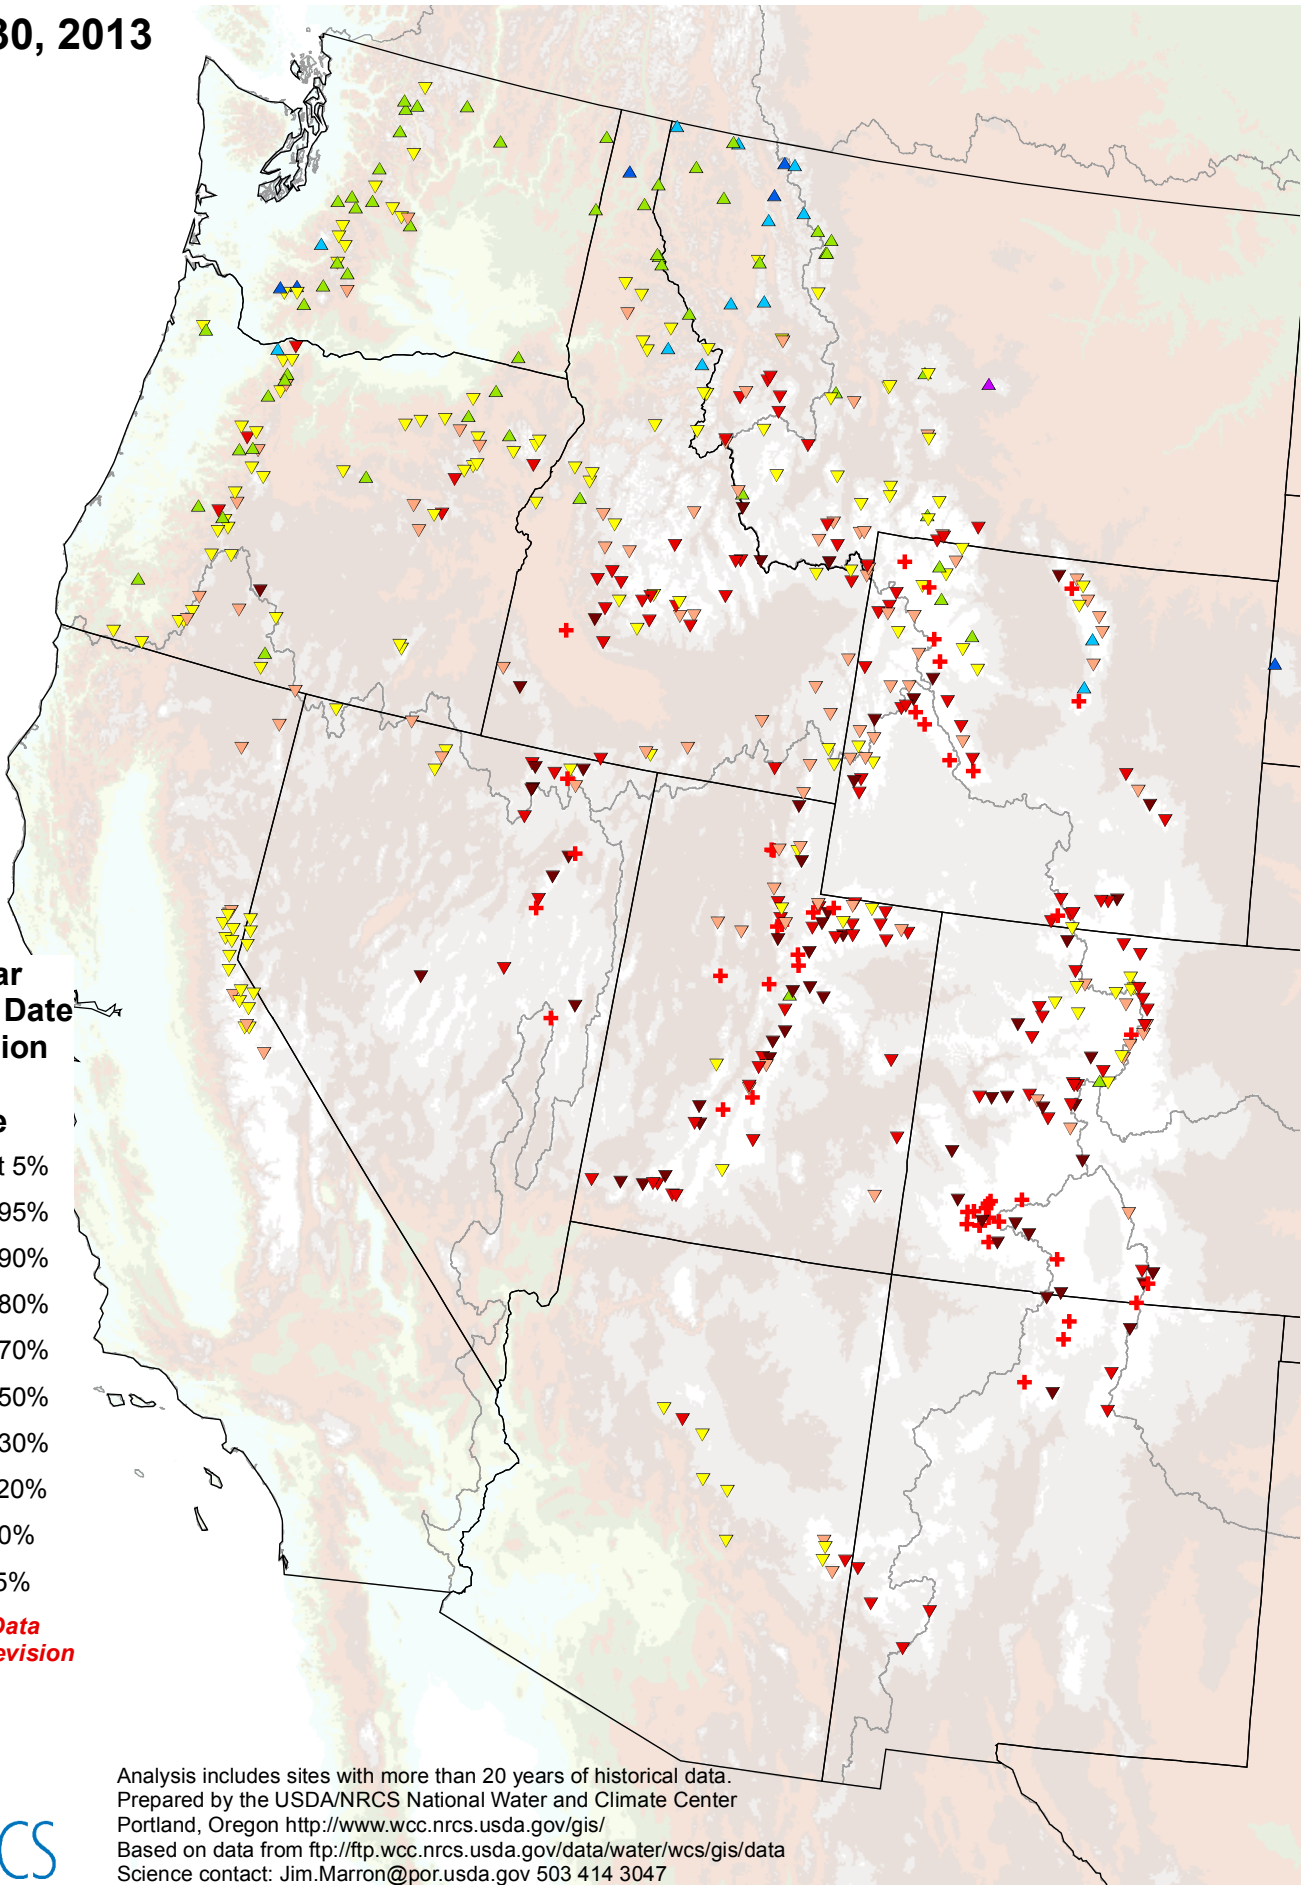 30, 2013
ar
Date
ion
e
t 5%
95%
90%
80%
70%
50%
30%
20%
0%
5%
Data
evision
Analysis includes sites with more than 20 years of historical data.
Prepared by the USDA/NRCS National Water and Climate Center
Portland, Oregon http://www.wcc.nrcs.usda.gov/gis/
Based on data from ftp://ftp.wcc.nrcs.usda.gov/data/water/wcs/gis/data
Science contact: Jim.Marron@por.usda.gov 503 414 3047
CS